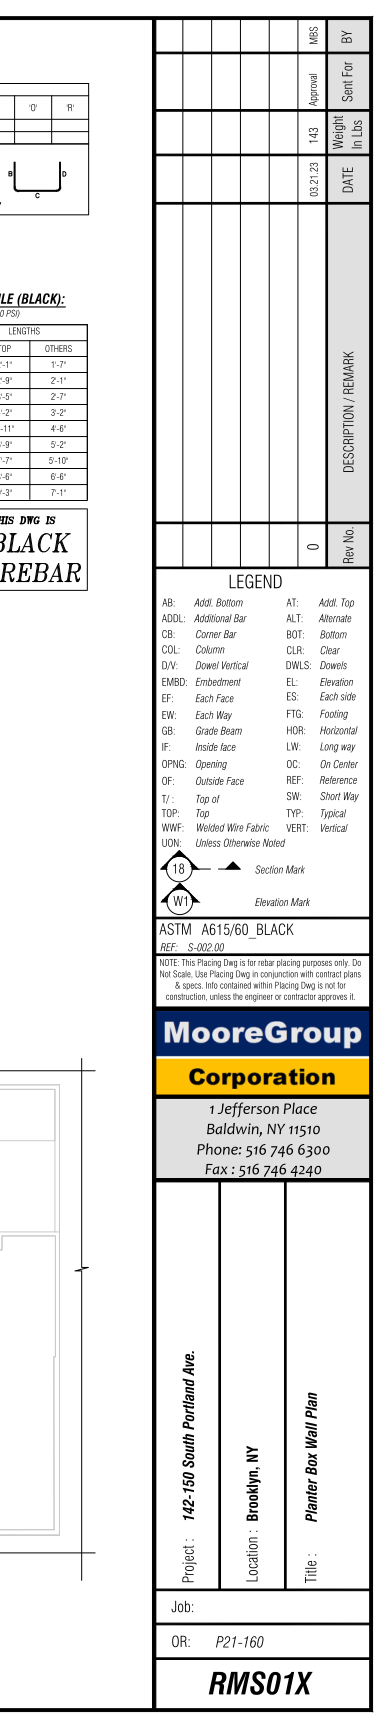 'O' 'R'
B D
C
LE (BLACK):
0 PSI)
LENGTHS
TOP OTHERS
'-1" 1'-7"
'-9" 2'-1"
'-5" 2'-7"
'-2" 3'-2"
-11" 4'-6"
'-9" 5'-2"
'-7" 5'-10"
'-6" 6'-6"
'-3" 7'-1"
HIS DWG IS
BLACK
REBAR
MBS BY
Approval Sent For
143 Weight In Lbs
03.21.23 DATE
DESCRIPTION / REMARK
0 Rev No.
LEGEND
AB: Addl. Bottom AT: Addl. Top
ADDL: Additional Bar ALT: Alternate
CB: Corner Bar BOT: Bottom
COL: Column CLR: Clear
D/V: Dowel Vertical DWLS: Dowels
EMBD: Embedment EL: Elevation
EF: Each Face ES: Each side
EW: Each Way FTG: Footing
GB: Grade Beam HOR: Horizontal
IF: Inside face LW: Long way
OPNG: Opening OC: On Center
OF: Outside Face REF: Reference
T/ : Top of SW: Short Way
TOP: Top TYP: Typical
WWF: Welded Wire Fabric VERT: Vertical
UON: Unless Otherwise Noted
18 Section Mark
W1 Elevation Mark
ASTM A615/60_BLACK
REF: S-002.00
NOTE: This Placing Dwg is for rebar placing purposes only. Do
Not Scale, Use Placing Dwg in conjunction with contract plans
& specs. Info contained within Placing Dwg is not for
construction, unless the engineer or contractor approves it.
MooreGroup
Corporation
1 Jefferson Place
Baldwin, NY 11510
Phone: 516 746 6300
Fax : 516 746 4240
Project : 142-150 South Portland Ave.
Location : Brooklyn, NY
Title : Planter Box Wall Plan
Job:
OR: P21-160
RMS01X